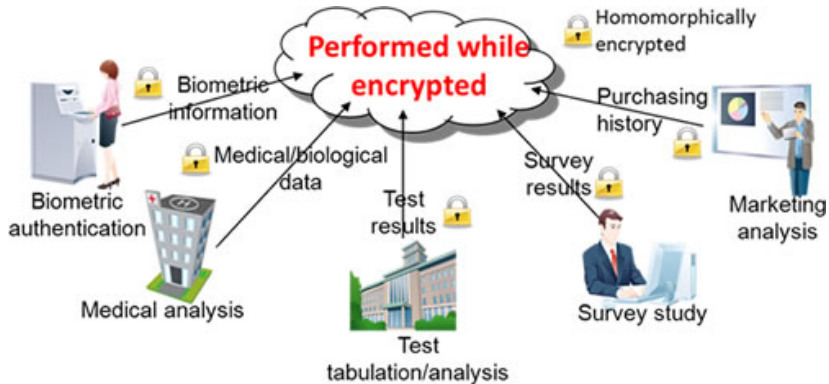 Performed while
encrypted
Homomorphically
encrypted
Biometric
information
Purchasing
history
Medical/biological
data
Survey
results
Test
results
Biometric
authentication
Marketing
analysis
Medical analysis
Survey study
Test
tabulation/analysis